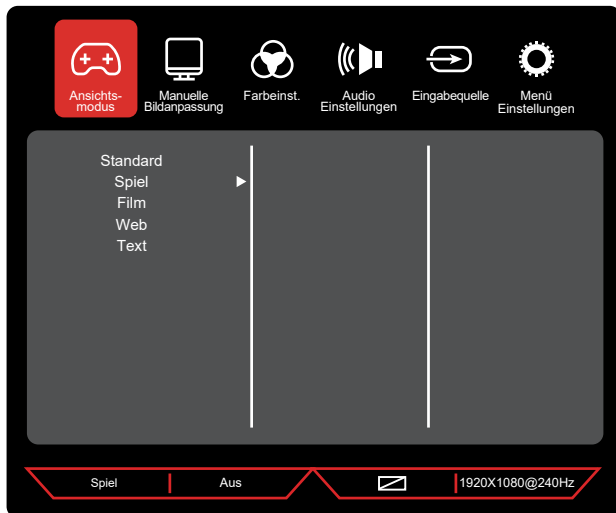 Ansichts-
modus
Manuelle
Bildanpassung
Farbeinst.
Audio
Einstellungen
Eingabequelle
Menü
Einstellungen
Standard
Spiel
Film
Web
Text
Spiel
Aus
1920X1080@240Hz